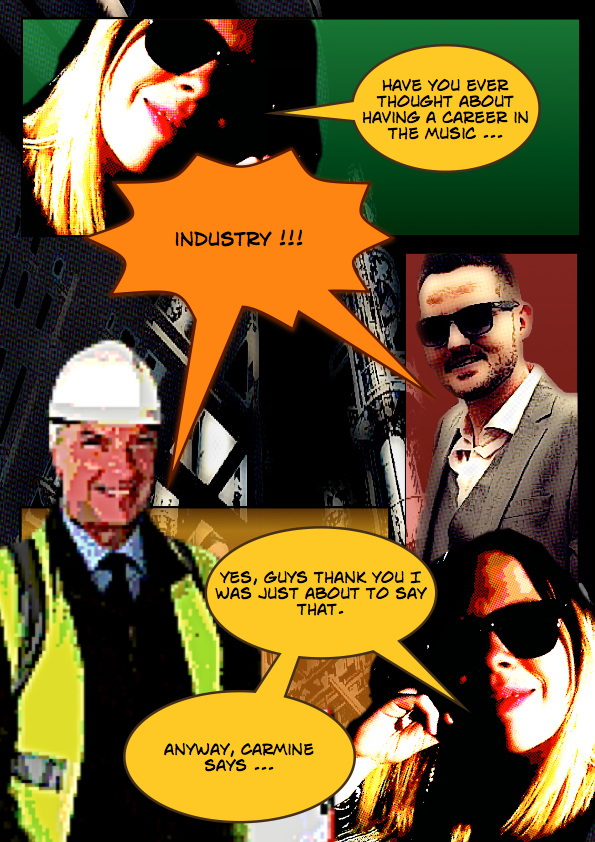 HAVE YOU EVER
THOUGHT ABOUT
HAVING A CAREER IN
THE MUSIC ...
INDUSTRY !!!
YES, GUYS THANK YOU I
WAS JUST ABOUT TO SAY
THAT.
ANYWAY, CARMINE
SAYS ...